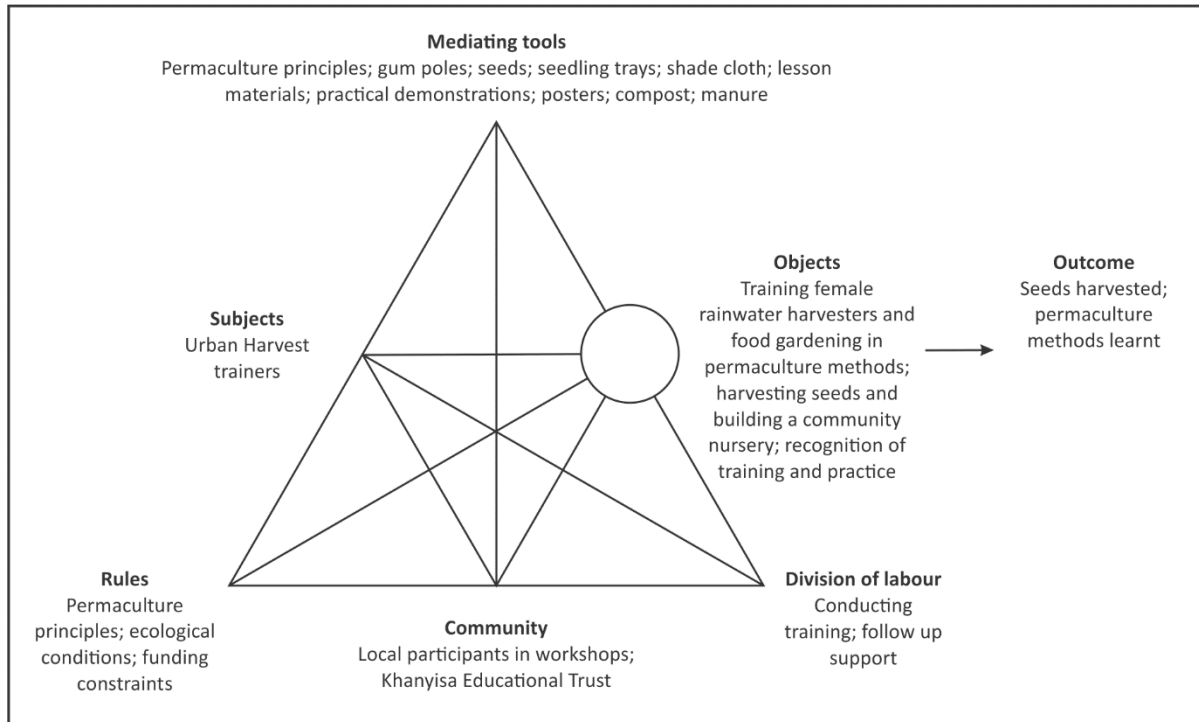 Mediating tools
Permaculture principles; gum poles; seeds; seedling trays; shade cloth; lesson
materials; practical demonstrations; posters; compost; manure
Subjects
Urban Harvest
trainers
Objects
Training female
rainwater harvesters and
food gardening in
permaculture methods;
harvesting seeds and
building a community
nursery; recognition of
training and practice
Outcome
Seeds harvested;
permaculture
methods learnt
Rules
Permaculture
principles; ecological
conditions; funding
constraints
Community
Local participants in workshops;
Khanyisa Educational Trust
Division of labour
Conducting
training; follow up
support